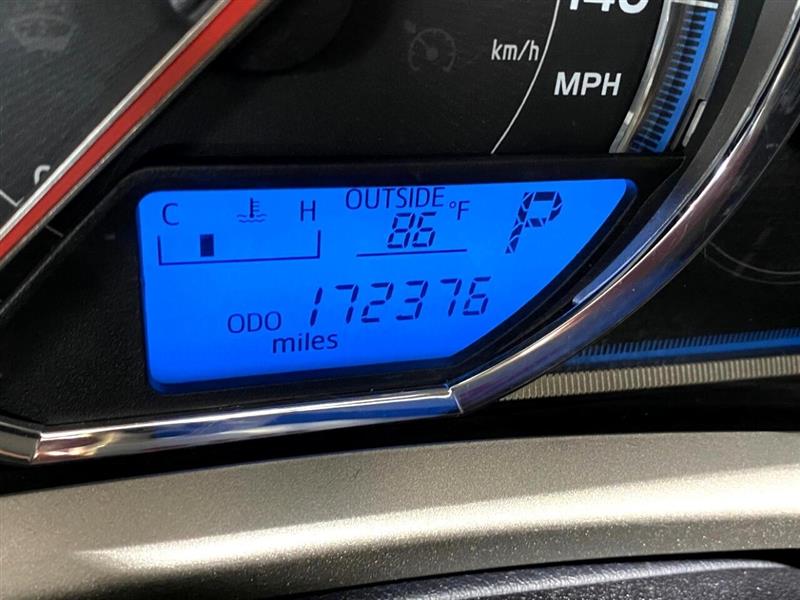 140
km/h
MPH
C H
OUTSIDE
86 °F
P
ODO 172376
miles